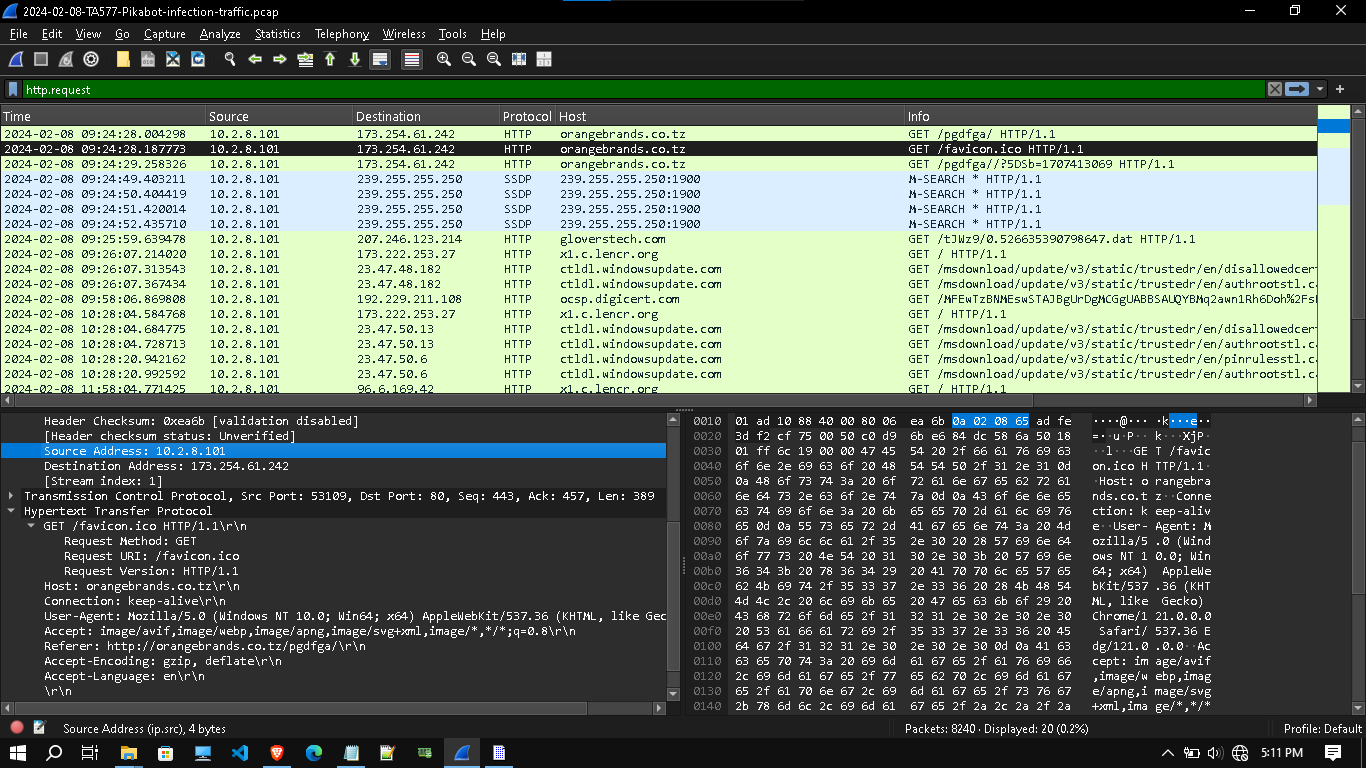 2024-02-08-TA577-Pikabot-infection-traffic.pcap
File Edit View Go Capture Analyze Statistics Telephony Wireless Tools Help
http.request
Time Source Destination Protocol Host Info
2024-02-08 09:24:28.004298 10.2.8.101 173.254.61.242 HTTP orangebrands.co.tz GET /pgdfga/ HTTP/1.1
2024-02-08 09:24:28.187773 10.2.8.101 173.254.61.242 HTTP orangebrands.co.tz GET /favicon.ico HTTP/1.1
2024-02-08 09:24:29.258326 10.2.8.101 173.254.61.242 HTTP orangebrands.co.tz GET /pgdfga//?5DSb=1707413069 HTTP/1.1
2024-02-08 09:24:49.403211 10.2.8.101 239.255.255.250 SSDP 239.255.255.250:1900 M-SEARCH * HTTP/1.1
2024-02-08 09:24:50.404419 10.2.8.101 239.255.255.250 SSDP 239.255.255.250:1900 M-SEARCH * HTTP/1.1
2024-02-08 09:24:51.420014 10.2.8.101 239.255.255.250 SSDP 239.255.255.250:1900 M-SEARCH * HTTP/1.1
2024-02-08 09:24:52.435710 10.2.8.101 239.255.255.250 SSDP 239.255.255.250:1900 M-SEARCH * HTTP/1.1
2024-02-08 09:25:59.639478 10.2.8.101 207.246.123.214 HTTP gloverstech.com GET /tJWz9/0.526635390798647.dat HTTP/1.1
2024-02-08 09:26:07.214020 10.2.8.101 173.222.253.27 HTTP x1.c.lencr.org GET / HTTP/1.1
2024-02-08 09:26:07.313543 10.2.8.101 23.47.48.182 HTTP ctldl.windowsupdate.com GET /msdownload/update/v3/static/trustedr/en/disallowedcert
2024-02-08 09:26:07.367434 10.2.8.101 23.47.48.182 HTTP ctldl.windowsupdate.com GET /msdownload/update/v3/static/trustedr/en/authrootstl.ca
2024-02-08 09:58:06.869808 10.2.8.101 192.229.211.108 HTTP ocsp.digicert.com GET /MFEwTzBNMEswSTAJBgUrDgMCGgUABBSAUQYBMq2awn1Rh6Doh%2FsB
2024-02-08 10:28:04.584768 10.2.8.101 173.222.253.27 HTTP x1.c.lencr.org GET / HTTP/1.1
2024-02-08 10:28:04.684775 10.2.8.101 23.47.50.13 HTTP ctldl.windowsupdate.com GET /msdownload/update/v3/static/trustedr/en/disallowedcert
2024-02-08 10:28:04.728713 10.2.8.101 23.47.50.13 HTTP ctldl.windowsupdate.com GET /msdownload/update/v3/static/trustedr/en/authrootstl.ca
2024-02-08 10:28:20.942162 10.2.8.101 23.47.50.6 HTTP ctldl.windowsupdate.com GET /msdownload/update/v3/static/trustedr/en/pinrulesstl.ca
2024-02-08 10:28:20.992592 10.2.8.101 23.47.50.6 HTTP ctldl.windowsupdate.com GET /msdownload/update/v3/static/trustedr/en/authrootstl.ca
2024-02-08 11:58:04.771425 10.2.8.101 96.6.169.42 HTTP x1.c.lencr.org GET / HTTP/1.1
Header Checksum: 0xea6b [validation disabled]
[Header checksum status: Unverified]
Source Address: 10.2.8.101
Destination Address: 173.254.61.242
[Stream index: 1]
Transmission Control Protocol, Src Port: 53109, Dst Port: 80, Seq: 443, Ack: 457, Len: 389
Hypertext Transfer Protocol
GET /favicon.ico HTTP/1.1\r\n
Request Method: GET
Request URI: /favicon.ico
Request Version: HTTP/1.1
Host: orangebrands.co.tz\r\n
Connection: keep-alive\r\n
User-Agent: Mozilla/5.0 (Windows NT 10.0; Win64; x64) AppleWebKit/537.36 (KHTML, like Gec
Accept: image/avif,image/webp,image/apng,image/svg+xml,image/*,*/*;q=0.8\r\n
Referer: http://orangebrands.co.tz/pgdfga/\r\n
Accept-Encoding: gzip, deflate\r\n
Accept-Language: en\r\n
\r\n
0010 01 ad 10 88 40 00 80 06 ea 6b 0a 02 08 65 ad fe ····@··· ·k···e··
0020 3d f2 cf 75 00 50 c0 d9 6b e6 84 dc 58 6a 50 18 =··u·P·· k···XjP·
0030 01 ff 6c 19 00 00 47 45 54 20 2f 66 61 76 69 63 ··l···GE T /favic
0040 6f 6e 2e 69 63 6f 20 48 54 54 50 2f 31 2e 31 0d on.ico H TTP/1.1·
0050 0a 48 6f 73 74 3a 20 6f 72 61 6e 67 65 62 72 61 ·Host: o rangebra
0060 6e 64 73 2e 63 6f 2e 74 7a 0d 0a 43 6f 6e 6e 65 nds.co.t z··Conne
0070 63 74 69 6f 6e 3a 20 6b 65 65 70 2d 61 6c 69 76 ction: k eep-aliv
0080 65 0d 0a 55 73 65 72 2d 41 67 65 6e 74 3a 20 4d e··User- Agent: M
0090 6f 7a 69 6c 6c 61 2f 35 2e 30 20 28 57 69 6e 64 ozilla/5 .0 (Wind
00a0 6f 77 73 20 4e 54 20 31 30 2e 30 3b 20 57 69 6e ows NT 1 0.0; Win
00b0 36 34 3b 20 78 36 34 29 20 41 70 70 6c 65 57 65 64; x64) AppleWe
00c0 62 4b 69 74 2f 35 33 37 2e 33 36 20 28 4b 48 54 bKit/537 .36 (KHT
00d0 4d 4c 2c 20 6c 69 6b 65 20 47 65 63 6b 6f 29 20 ML, like Gecko)
00e0 43 68 72 6f 6d 65 2f 31 32 31 2e 30 2e 30 2e 30 Chrome/1 21.0.0.0
00f0 20 53 61 66 61 72 69 2f 35 33 37 2e 33 36 20 45 Safari/ 537.36 E
0100 64 67 2f 31 32 31 2e 30 2e 30 2e 30 0d 0a 41 63 dg/121.0 .0.0··Ac
0110 63 65 70 74 3a 20 69 6d 61 67 65 2f 61 76 69 66 cept: im age/avif
0120 2c 69 6d 61 67 65 2f 77 65 62 70 2c 69 6d 61 67 ,image/w ebp,imag
0130 65 2f 61 70 6e 67 2c 69 6d 61 67 65 2f 73 76 67 e/apng,i mage/svg
0140 2b 78 6d 6c 2c 69 6d 61 67 65 2f 2a 2c 2a 2f 2a +xml,ima ge/*,*/*
Source Address (ip.src), 4 bytes Packets: 8240 · Displayed: 20 (0.2%) Profile: Default
5:11 PM